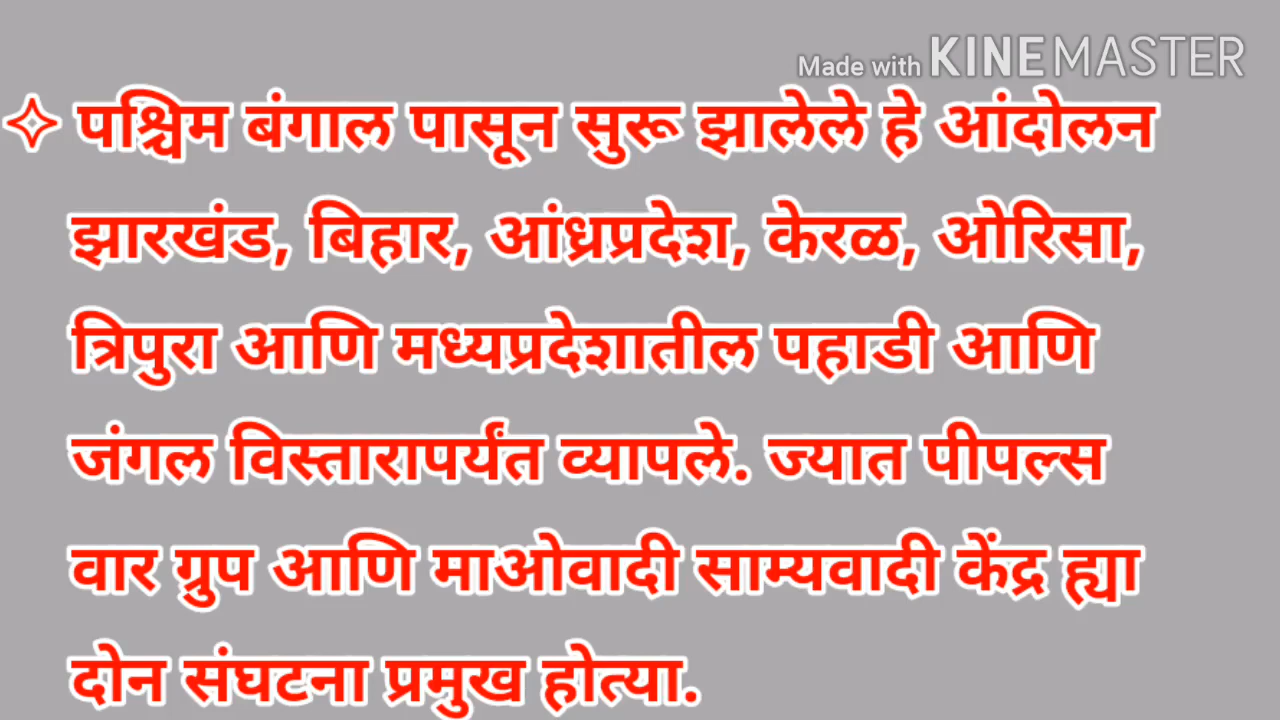 Made with KINEMASTER
✧ पश्चिम बंगाल पासून सुरू झालेले हे आंदोलन
झारखंड, बिहार, आंध्रप्रदेश, केरळ, ओरिसा,
त्रिपुरा आणि मध्यप्रदेशातील पहाडी आणि
जंगल विस्तारापर्यंत व्यापले. ज्यात पीपल्स
वार ग्रुप आणि माओवादी साम्यवादी केंद्र ह्या
दोन संघटना प्रमुख होत्या.